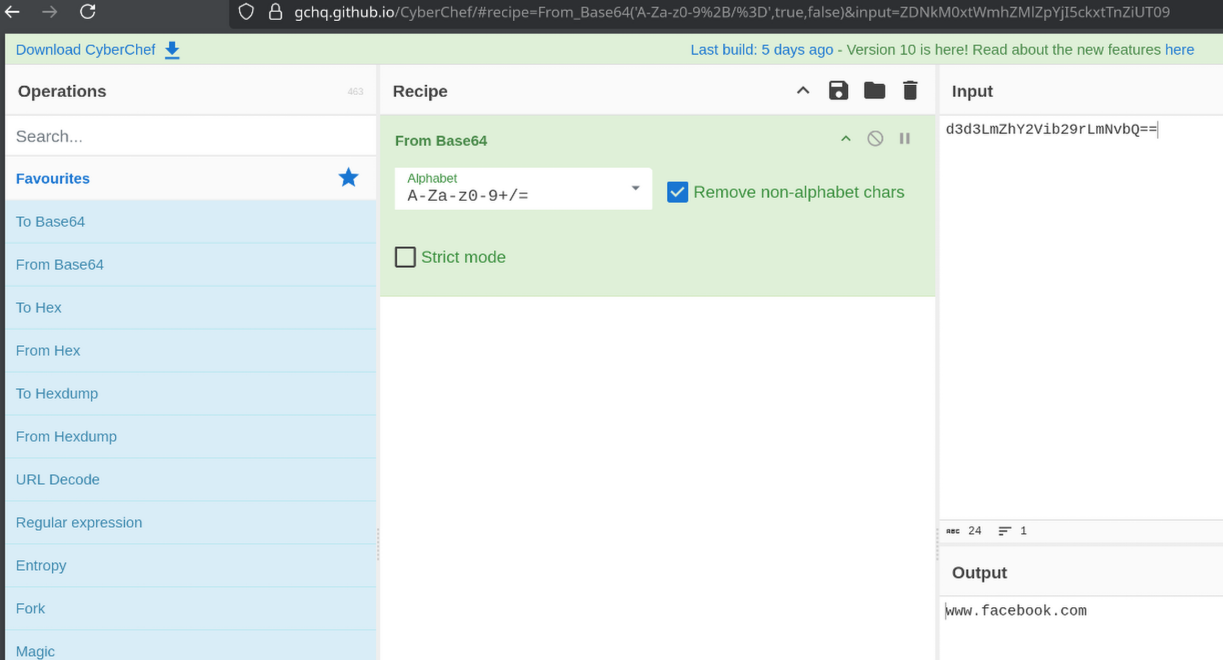 gchq.github.io/CyberChef/#recipe=From_Base64('A-Za-z0-9%2B/%3D',true,false)&input=ZDNkM0xtWmhZMlZpYjI5ckxtTnZiUT09
Download CyberChef
Last build: 5 days ago - Version 10 is here! Read about the new features here
Operations 463
Search...
Favourites
To Base64
From Base64
To Hex
From Hex
To Hexdump
From Hexdump
URL Decode
Regular expression
Entropy
Fork
Magic
Recipe
From Base64
Alphabet
A-Za-z0-9+/=
Remove non-alphabet chars
Strict mode
Input
d3d3LmZhY2Vib29rLmNvbQ==
ABC 24 1
Output
www.facebook.com